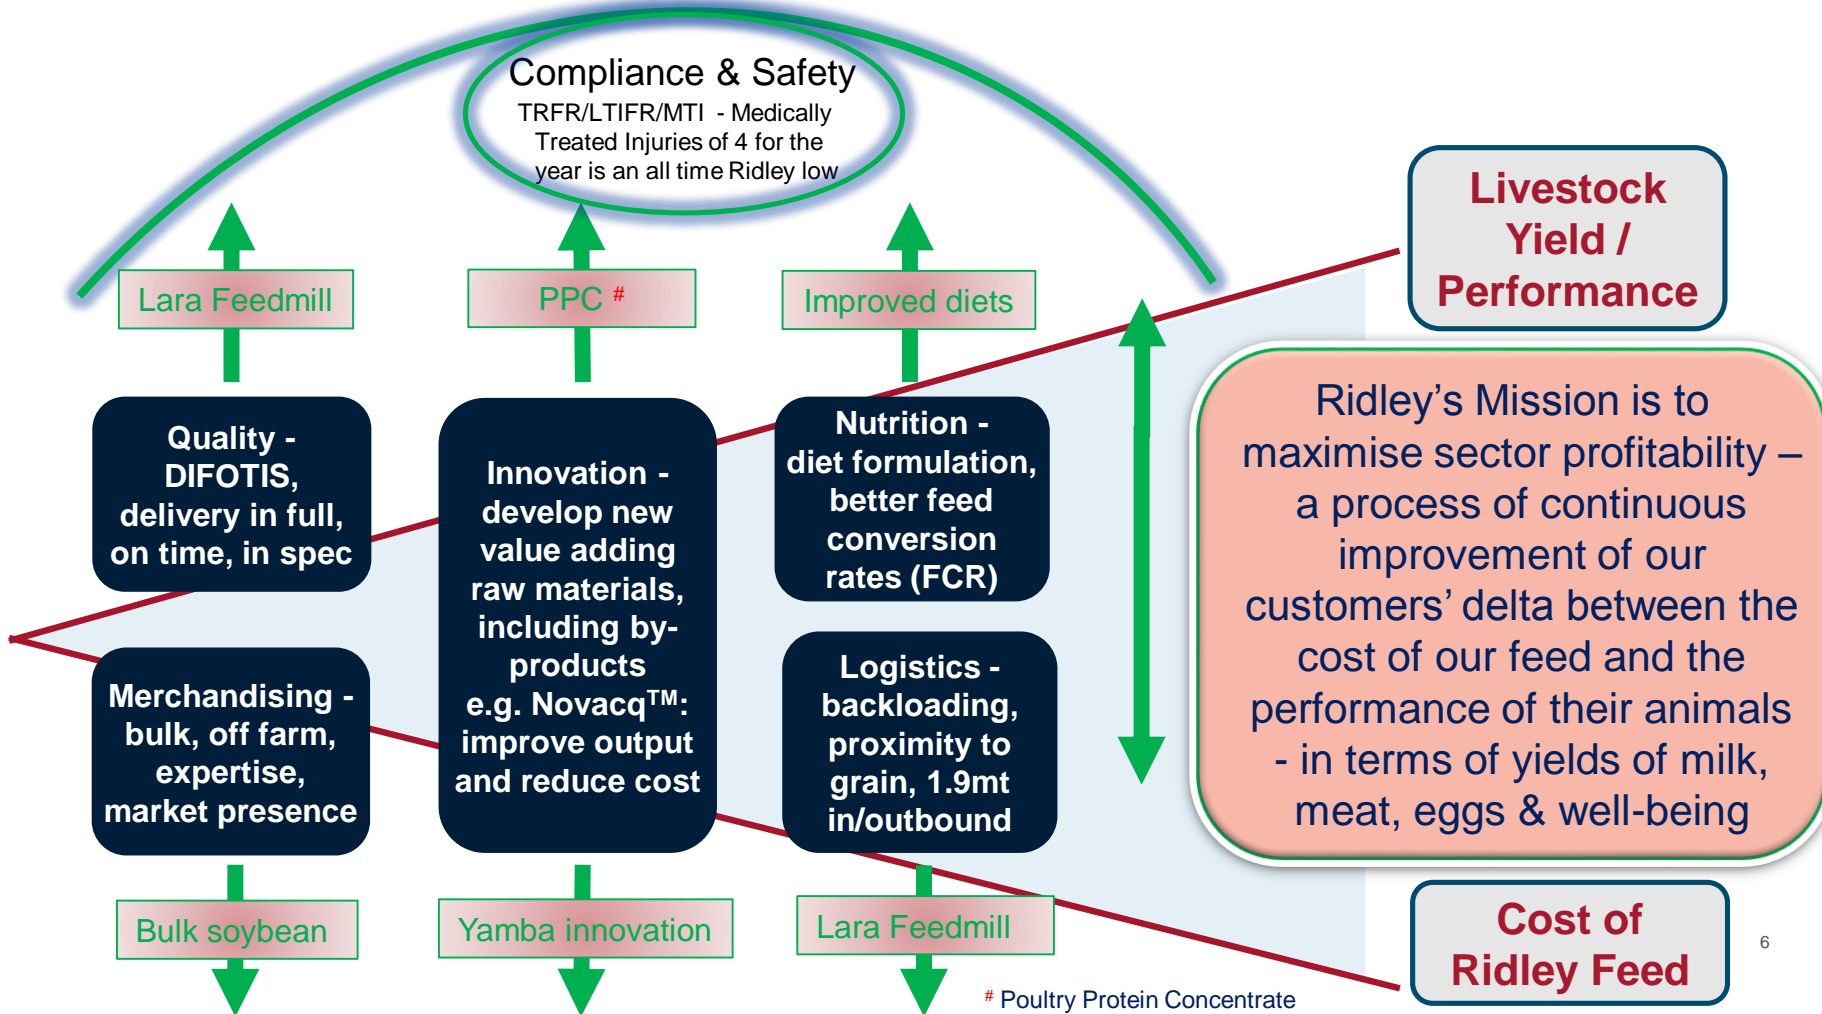 Compliance & Safety
TRFR/LTIFR/MTI - Medically
Treated Injuries of 4 for the
year is an all time Ridley low
Livestock
Yield /
Performance
Lara Feedmill
PPC #
Improved diets
Quality -
DIFOTIS,
delivery in full,
on time, in spec
Innovation -
develop new
value adding
raw materials,
including by-
products
e.g. Novacq™:
improve output
and reduce cost
Nutrition -
diet formulation,
better feed
conversion
rates (FCR)
Ridley’s Mission is to
maximise sector profitability –
a process of continuous
improvement of our
customers’ delta between the
cost of our feed and the
performance of their animals
- in terms of yields of milk,
meat, eggs & well-being
Merchandising -
bulk, off farm,
expertise,
market presence
Logistics -
backloading,
proximity to
grain, 1.9mt
in/outbound
Bulk soybean
Yamba innovation
Lara Feedmill
Cost of
Ridley Feed
6
# Poultry Protein Concentrate